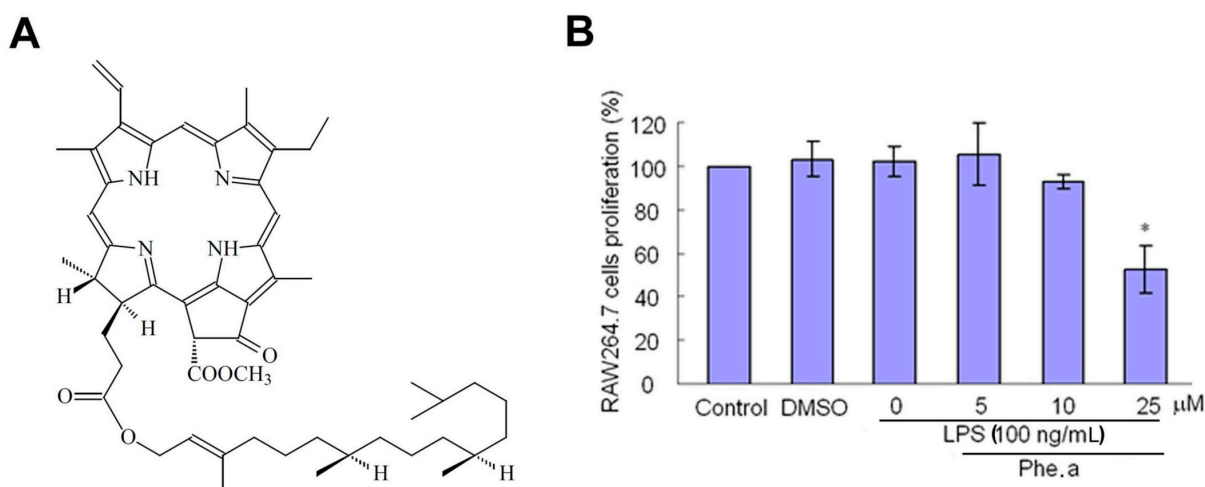 A
NH
N
N
NH
H
H
O
COOCH3
O
O
H
H
B
RAW264.7 cells proliferation (%)
120
100
80
60
40
20
0
*
Control DMSO 0 5 10 25 μM
LPS (100 ng/mL)
Phe.a